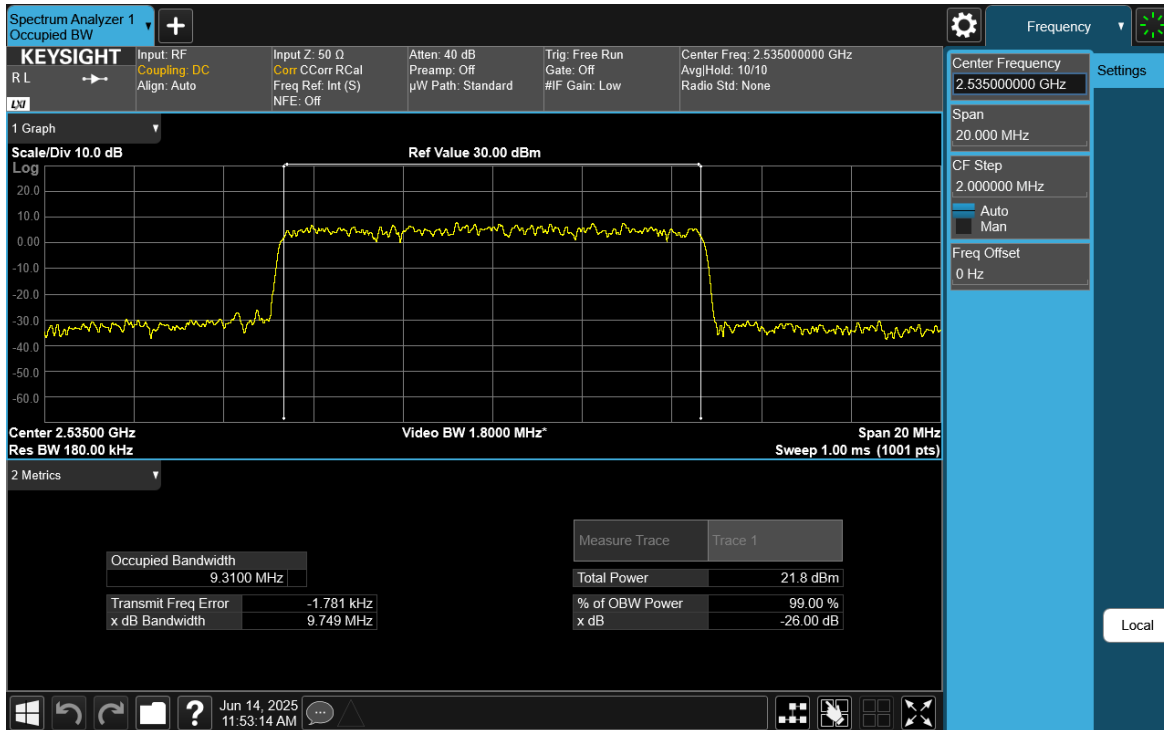 Spectrum Analyzer 1
Occupied BW
Frequency
KEYSIGHT
R L
LXI
Input: RF
Coupling: DC
Align: Auto
Input Z: 50 Ω
Corr CCorr RCal
Freq Ref: Int (S)
NFE: Off
Atten: 40 dB
Preamp: Off
µW Path: Standard
Trig: Free Run
Gate: Off
#IF Gain: Low
Center Freq: 2.535000000 GHz
Avg|Hold: 10/10
Radio Std: None
Center Frequency
2.535000000 GHz
Settings
Span
20.000 MHz
CF Step
2.000000 MHz
Auto
Man
Freq Offset
0 Hz
1 Graph
Scale/Div 10.0 dB
Ref Value 30.00 dBm
Log
20.0
10.0
0.00
-10.0
-20.0
-30.0
-40.0
-50.0
-60.0
Center 2.53500 GHz
Video BW 1.8000 MHz*
Span 20 MHz
Res BW 180.00 kHz
Sweep 1.00 ms (1001 pts)
2 Metrics
Measure Trace Trace 1
Occupied Bandwidth
9.3100 MHz
Total Power 21.8 dBm
Transmit Freq Error -1.781 kHz
% of OBW Power 99.00 %
x dB Bandwidth 9.749 MHz
x dB -26.00 dB
Local
?
Jun 14, 2025
11:53:14 AM